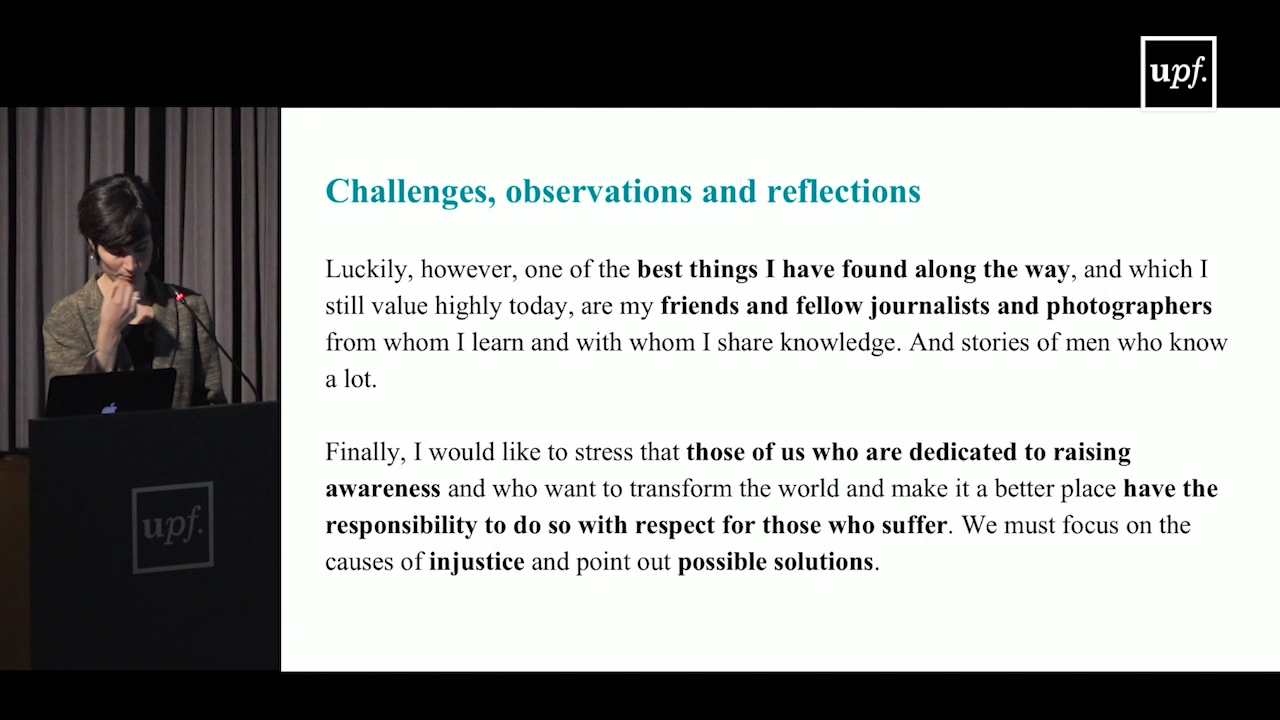 upf.
Challenges, observations and reflections
Luckily, however, one of the best things I have found along the way, and which I
still value highly today, are my friends and fellow journalists and photographers
from whom I learn and with whom I share knowledge. And stories of men who know
a lot.
Finally, I would like to stress that those of us who are dedicated to raising
awareness and who want to transform the world and make it a better place have the
responsibility to do so with respect for those who suffer. We must focus on the
causes of injustice and point out possible solutions.
upf.